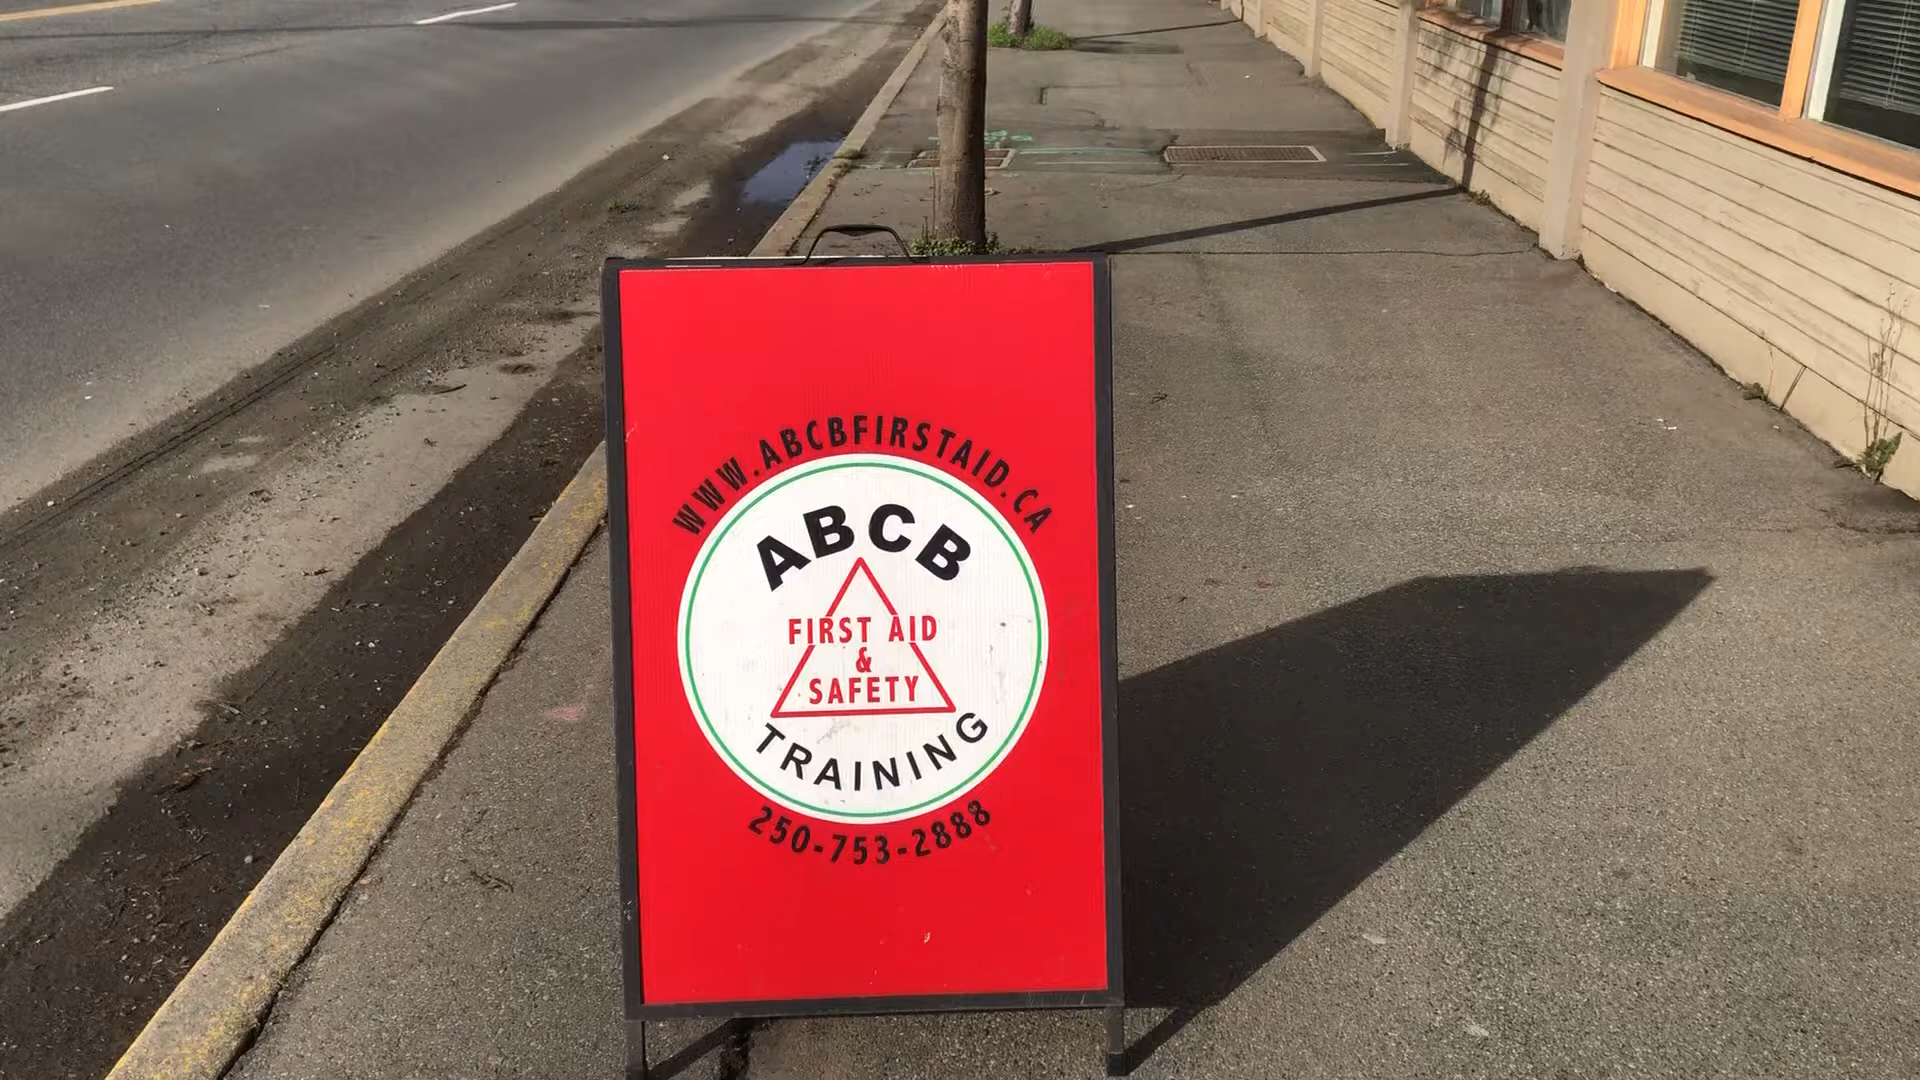 WWW.ABCBFIRSTAID.CA
ABCB
FIRST AID
&
SAFETY
TRAINING
250-753-2888